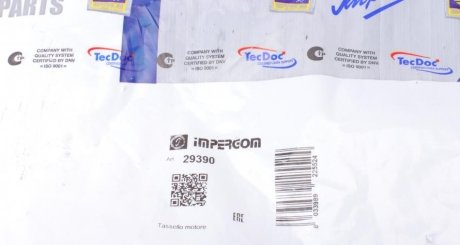 PARTS
COMPANY WITH
QUALITY SYSTEM
CERTIFIED BY DNV
=ISO 9001=
TecDoc
COMPANY WITH
QUALITY SYSTEM
CERTIFIED BY DNV
=ISO 9001=
TecDoc
COMPANY WITH
QUALITY SYSTEM
CERTIFIED BY DNV
=ISO 9001=
TecDoc
IMPERGOM
Art. 29390
Tassello motore
EAC